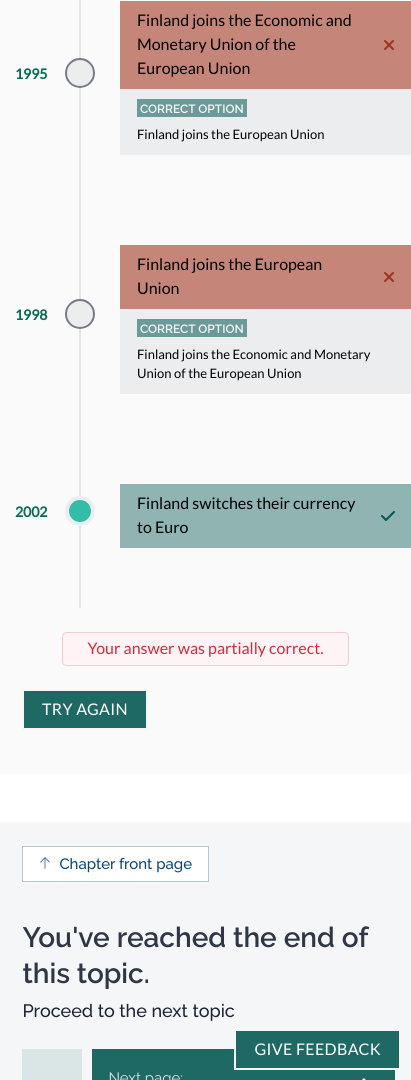 Finland joins the Economic and
Monetary Union of the
European Union
1995
CORRECT OPTION
Finland joins the European Union
Finland joins the European
Union
1998
CORRECT OPTION
Finland joins the Economic and Monetary
Union of the European Union
Finland switches their currency
to Euro
2002
Your answer was partially correct.
TRY AGAIN
Chapter front page
You've reached the end of
this topic.
Proceed to the next topic
GIVE FEEDBACK
Next page: